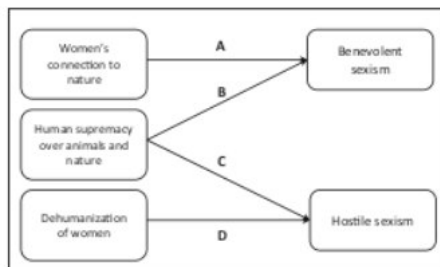 Women's
connection to
nature
A
Benevolent
sexism
B
Human supremacy
over animals and
nature
C
Dehumanization
of women
D
Hostile sexism